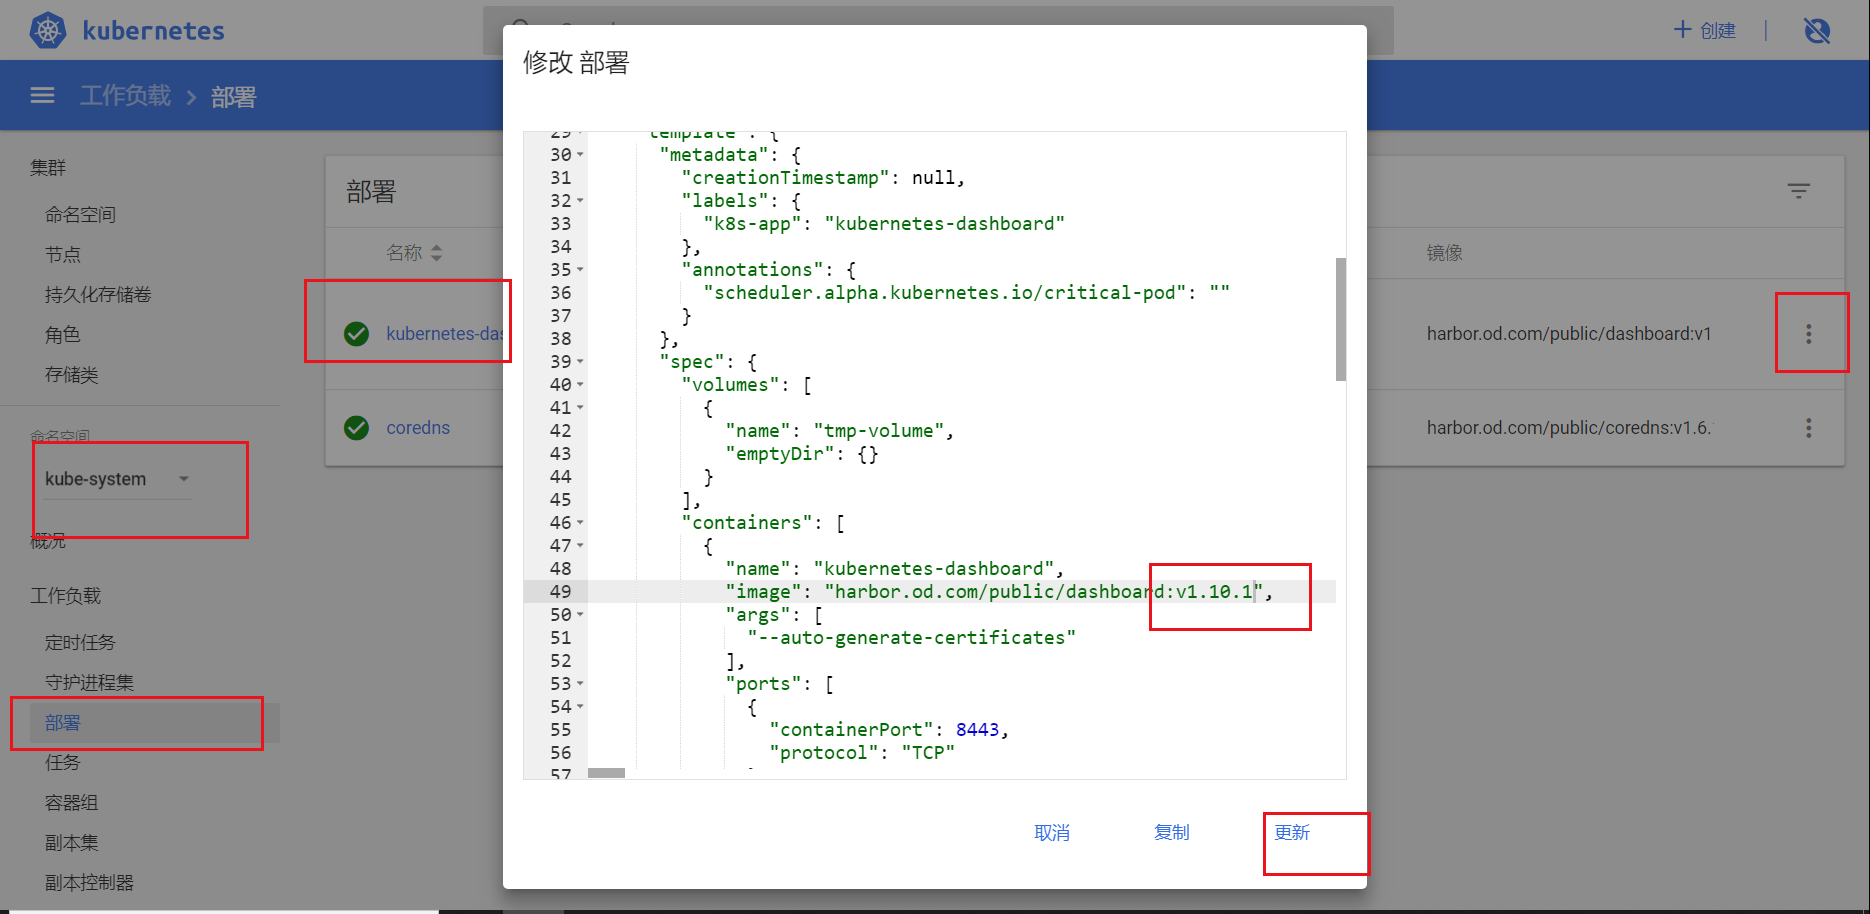 kubernetes
创建
工作负载 > 部署
集群
命名空间
节点
持久化存储卷
角色
存储类
命名空间
kube-system
概况
工作负载
定时任务
守护进程集
部署
任务
容器组
副本集
副本控制器
部署
名称
镜像
kubernetes-das
harbor.od.com/public/dashboard:v1
coredns
harbor.od.com/public/coredns:v1.6.
修改 部署
29 template": {
30 "metadata": {
31 "creationTimestamp": null,
32 "labels": {
33 "k8s-app": "kubernetes-dashboard"
34 },
35 "annotations": {
36 "scheduler.alpha.kubernetes.io/critical-pod": ""
37 }
38 },
39 "spec": {
40 "volumes": [
41 {
42 "name": "tmp-volume",
43 "emptyDir": {}
44 }
45 ],
46 "containers": [
47 {
48 "name": "kubernetes-dashboard",
49 "image": "harbor.od.com/public/dashboard:v1.10.1",
50 "args": [
51 "--auto-generate-certificates"
52 ],
53 "ports": [
54 {
55 "containerPort": 8443,
56 "protocol": "TCP"
57
取消
复制
更新